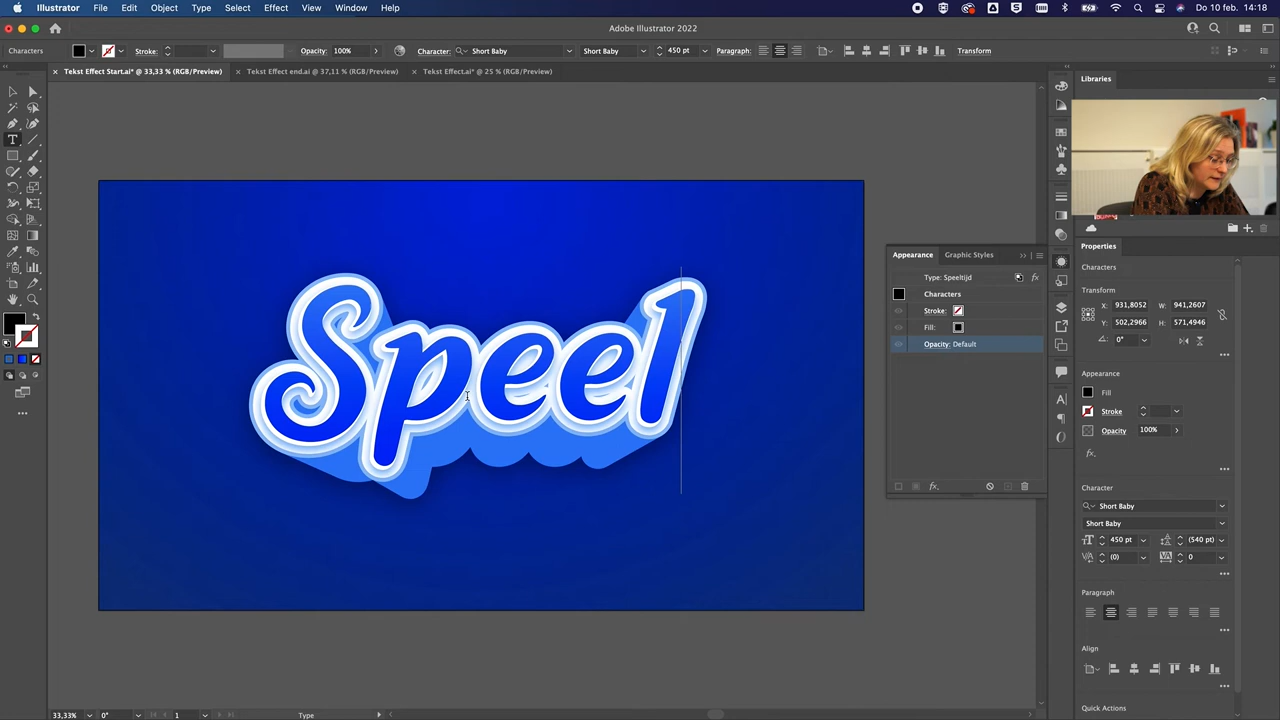 Illustrator File Edit Object Type Select Effect View Window Help
Do 10 feb. 14:18
Adobe Illustrator 2022
Characters
Stroke:
Opacity: 100%
Character: Short Baby
Short Baby
450 pt
Paragraph:
Transform
Tekst Effect Start.ai* @ 33,33 % (RGB/Preview)
Tekst Effect end.ai @ 37,11 % (RGB/Preview)
Tekst Effect.ai* @ 25 % (RGB/Preview)
Libraries
Speel
Appearance
Graphic Styles
Type: Speeltijd
Characters
Stroke:
Fill:
Opacity: Default
Properties
Characters
Transform
X: 931,8052
W: 941,2607
Y: 502,2966
H: 571,4946
0°
Appearance
Fill
Stroke
Opacity
100%
Character
Short Baby
Short Baby
450 pt
(540 pt)
(0)
0
Paragraph
Align
Quick Actions
33,33%
0°
1
Type